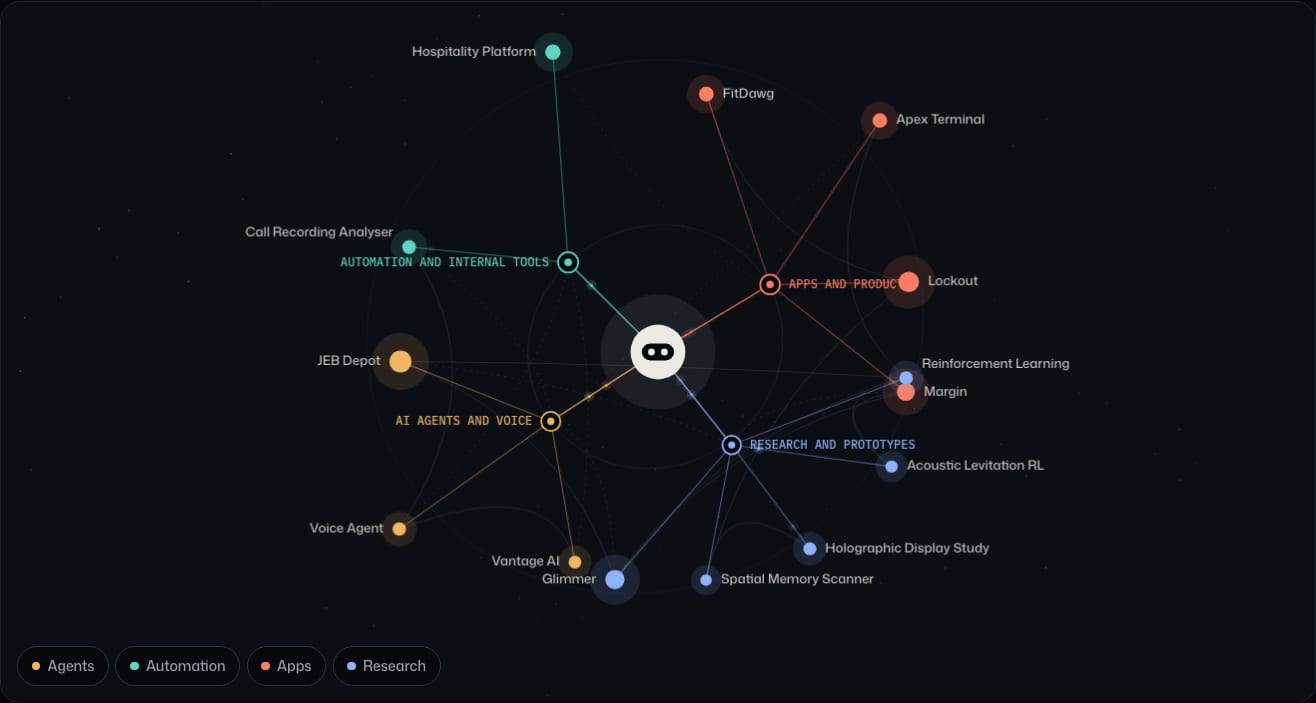 Hospitality Platform
FitDawg
Apex Terminal
Call Recording Analyser
AUTOMATION AND INTERNAL TOOLS
APPS AND PRODUC
Lockout
JEB Depot
Reinforcement Learning
Margin
AI AGENTS AND VOICE
RESEARCH AND PROTOTYPES
Acoustic Levitation RL
Voice Agent
Holographic Display Study
Vantage AI
Glimmer
Spatial Memory Scanner
Agents
Automation
Apps
Research